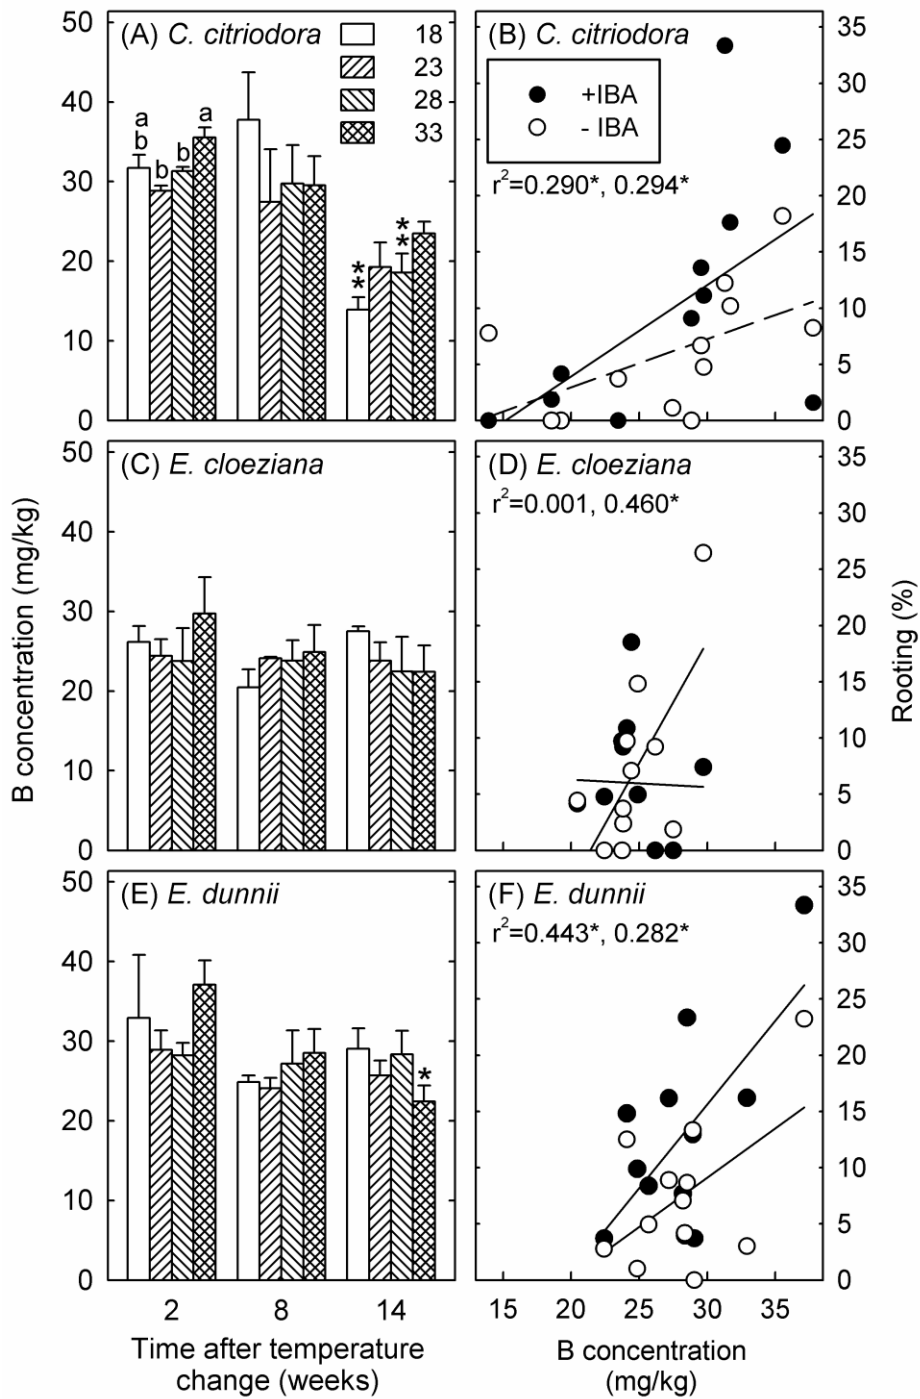 (A) C. citriodora
18
23
28
33
a
b
b
b
a
**
**
50
40
30
20
10
0
(B) C. citriodora
+IBA
- IBA
r²=0.290*, 0.294*
35
30
25
20
15
10
5
0
(C) E. cloeziana
50
40
30
20
10
0
B concentration (mg/kg)
(D) E. cloeziana
r²=0.001, 0.460*
35
30
25
20
15
10
5
0
Rooting (%)
(E) E. dunnii
*
50
40
30
20
10
0
2 8 14
Time after temperature
change (weeks)
(F) E. dunnii
r²=0.443*, 0.282*
35
30
25
20
15
10
5
0
15 20 25 30 35
B concentration
(mg/kg)